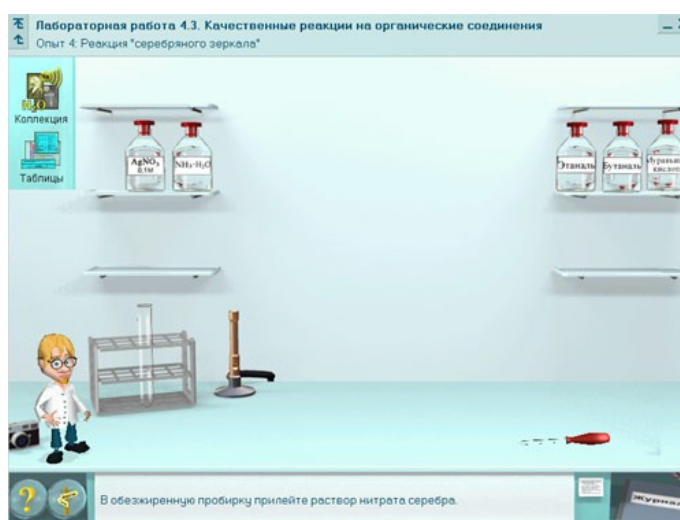 Лабораторная работа 4.3. Качественные реакции на органические соединения
Опыт 4: Реакция "серебряного зеркала"
H₂O
Коллекция
Таблицы
AgNO₃
0,1М
NH₃·H₂O
Этаналь
Бутаналь
В обезжиренную пробирку прилейте раствор нитрата серебра.
?